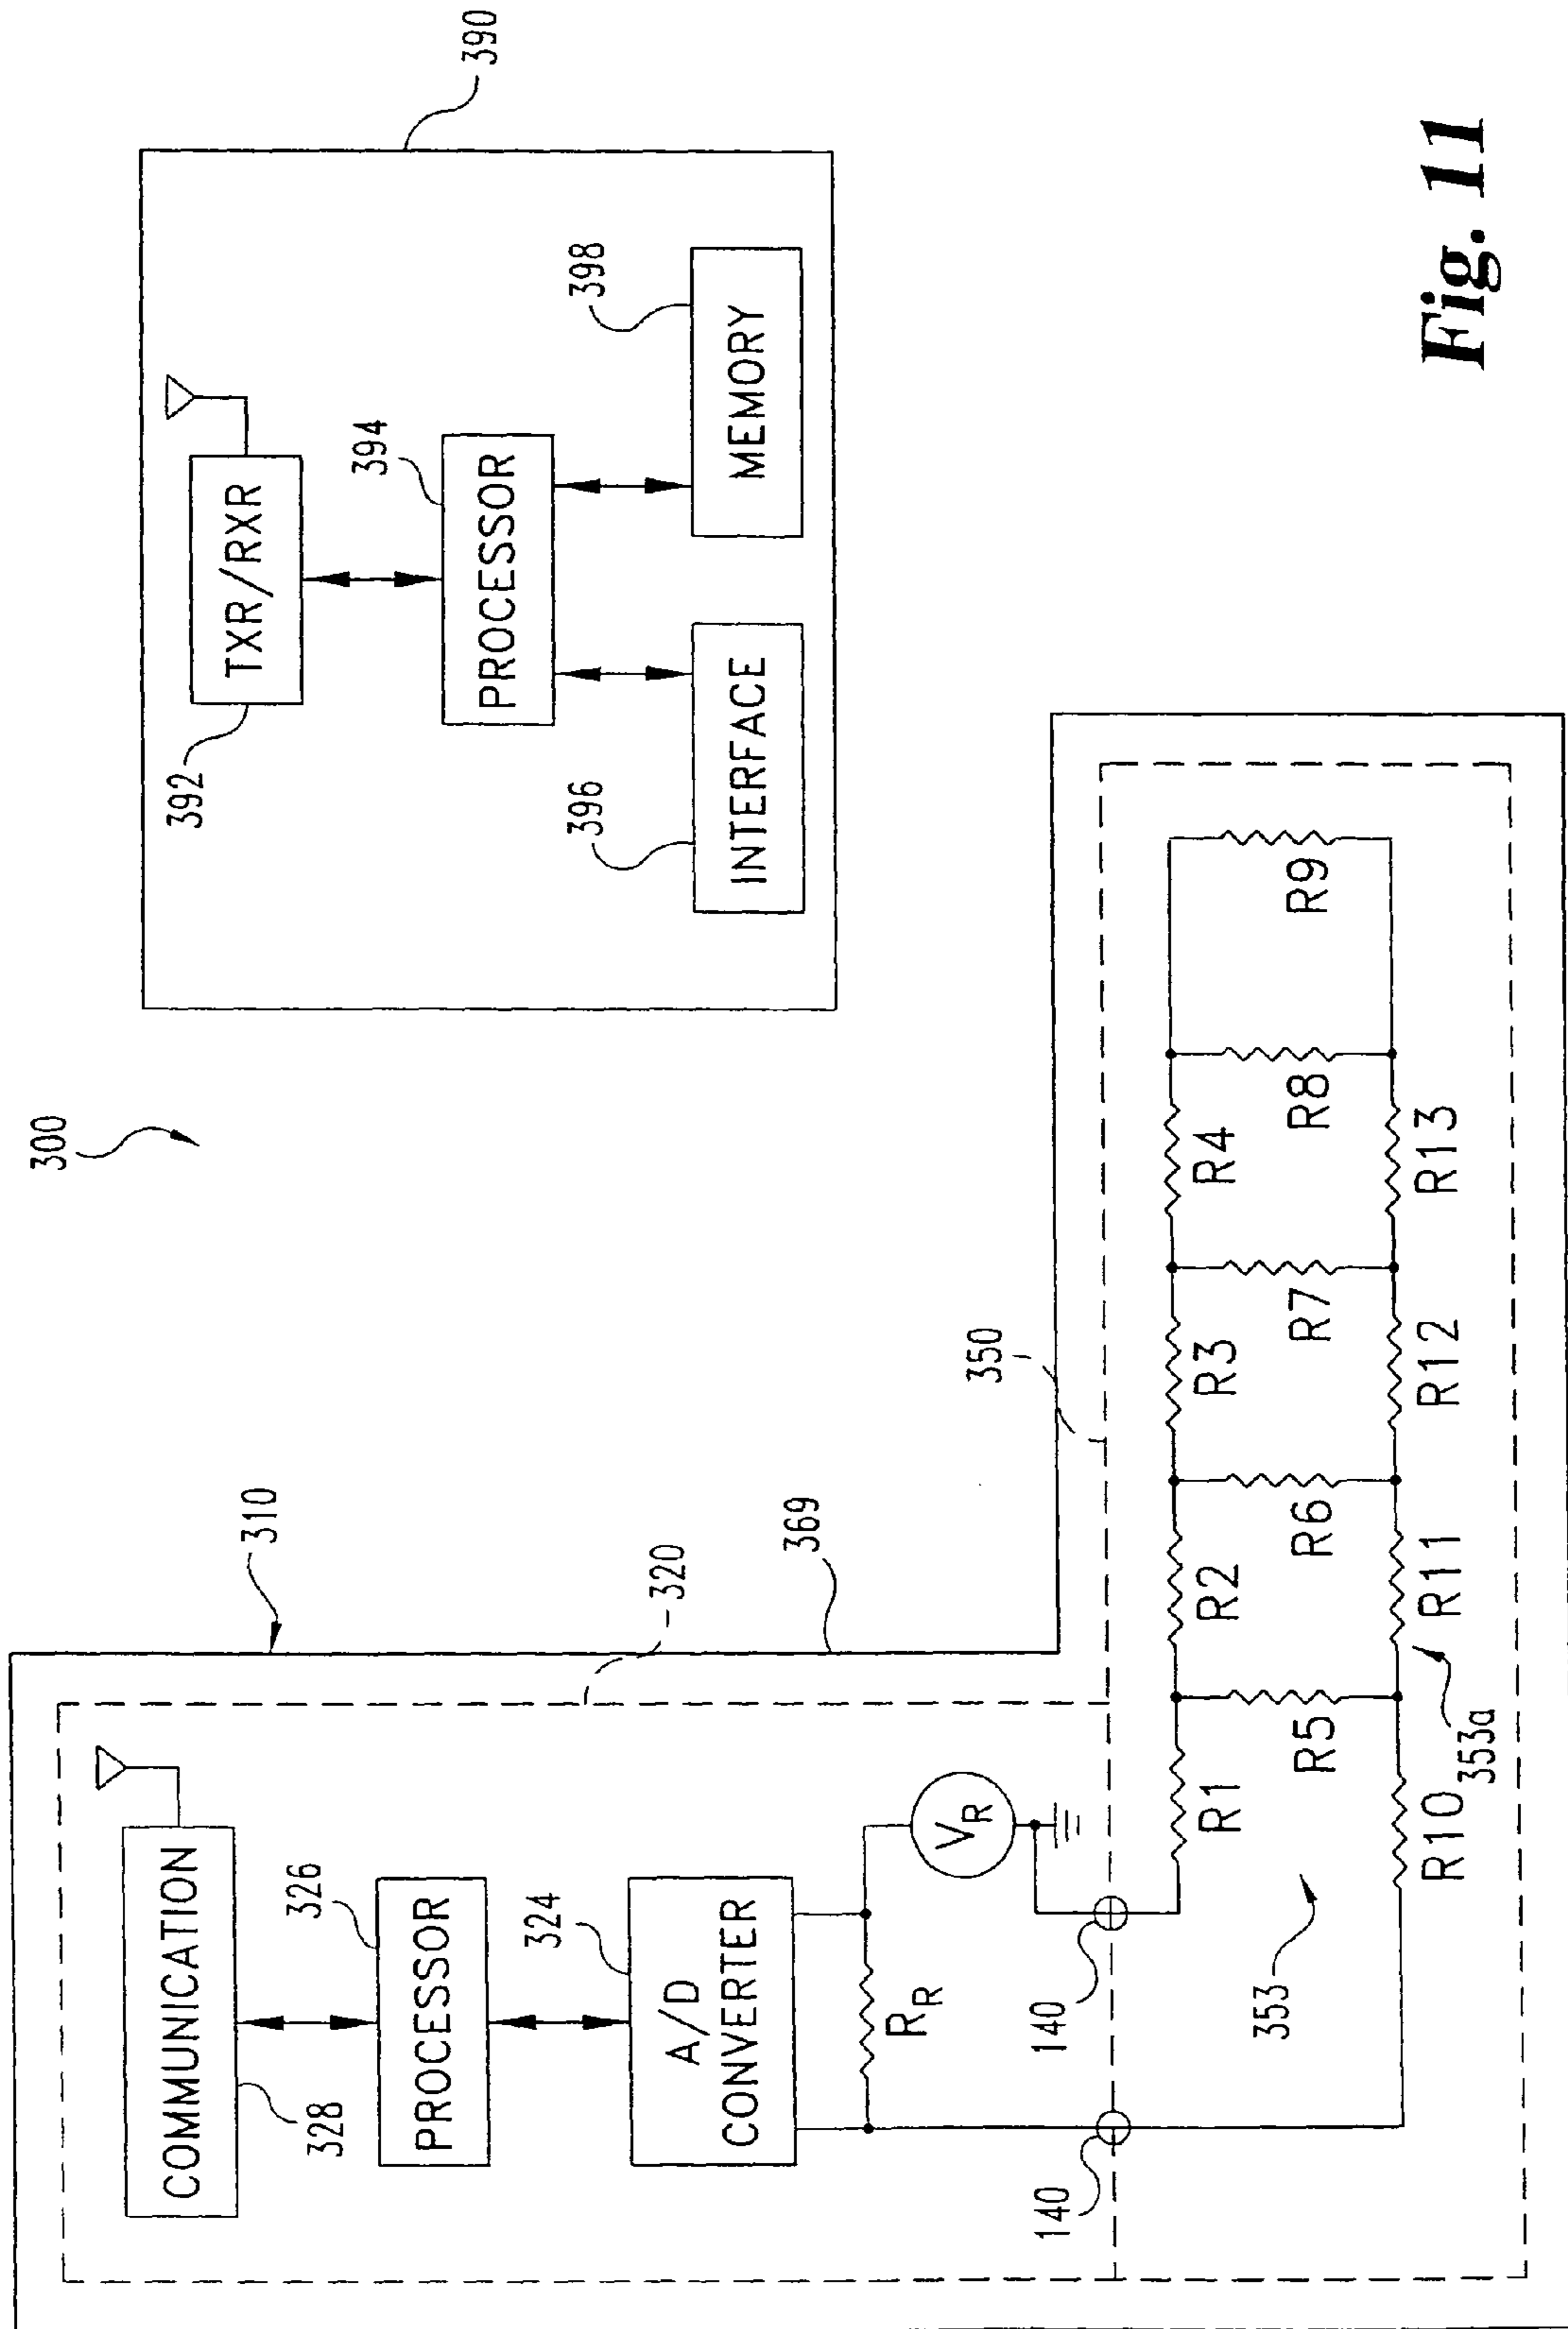 300
310
COMMUNICATION
328
326
PROCESSOR
324
A/D
CONVERTER
RR
VR
320
369
140
140
350
R1
R2
R3
R4
R5
R6
R7
R8
R9
R10
R11
R12
R13
353
353a
390
TXR/RXR
392
394
PROCESSOR
396
INTERFACE
398
MEMORY
Fig. 11